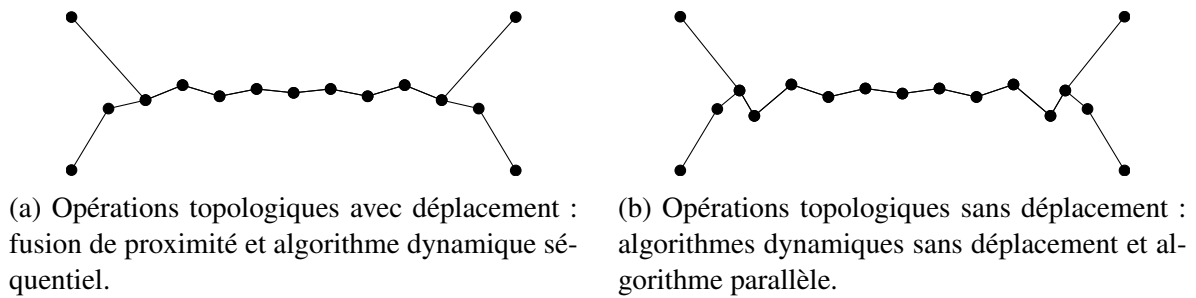 (a) Opérations topologiques avec déplacement :
fusion de proximité et algorithme dynamique sé-
quentiel.
(b) Opérations topologiques sans déplacement :
algorithmes dynamiques sans déplacement et al-
gorithme parallèle.